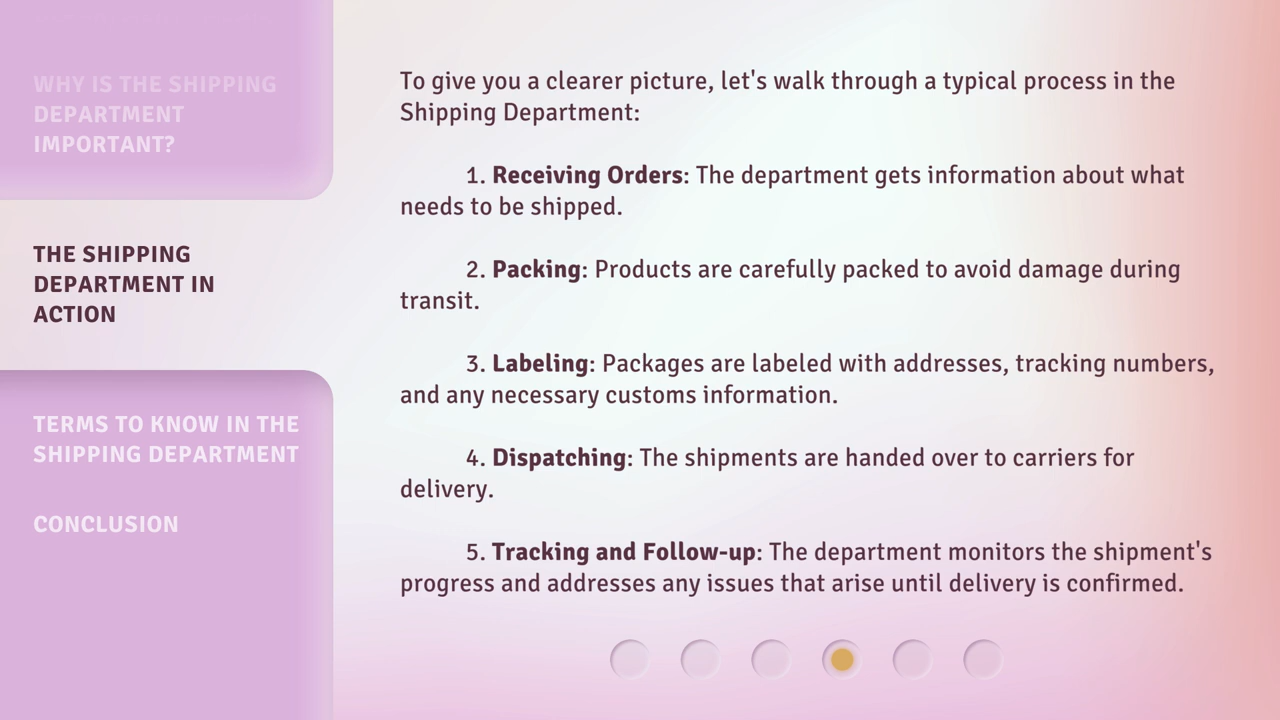 WHY IS THE SHIPPING
DEPARTMENT
IMPORTANT?
THE SHIPPING
DEPARTMENT IN
ACTION
TERMS TO KNOW IN THE
SHIPPING DEPARTMENT
CONCLUSION
To give you a clearer picture, let's walk through a typical process in the
Shipping Department:
1. Receiving Orders: The department gets information about what
needs to be shipped.
2. Packing: Products are carefully packed to avoid damage during
transit.
3. Labeling: Packages are labeled with addresses, tracking numbers,
and any necessary customs information.
4. Dispatching: The shipments are handed over to carriers for
delivery.
5. Tracking and Follow-up: The department monitors the shipment's
progress and addresses any issues that arise until delivery is confirmed.